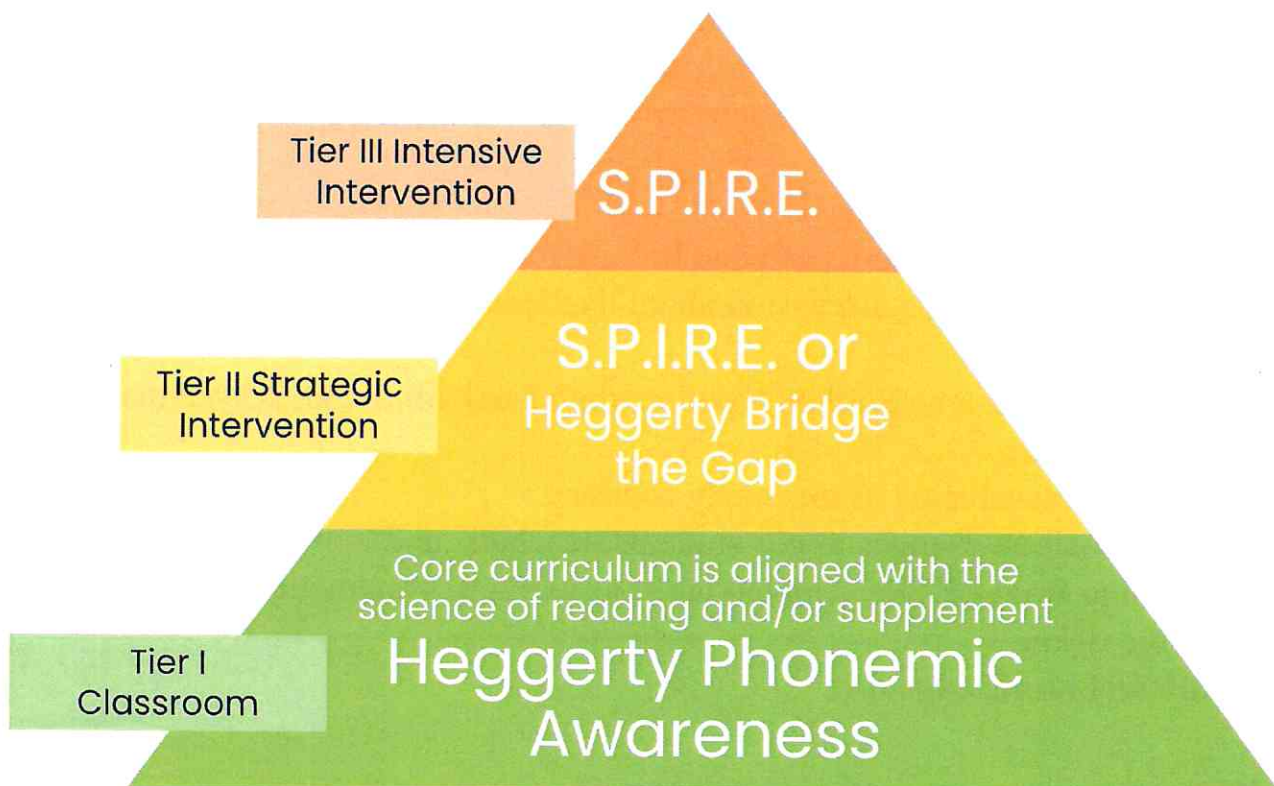 Tier III Intensive
Intervention
S.P.I.R.E.
Tier II Strategic
Intervention
S.P.I.R.E. or
Heggerty Bridge
the Gap
Tier I
Classroom
Core curriculum is aligned with the
science of reading and/or supplement
Heggerty Phonemic
Awareness